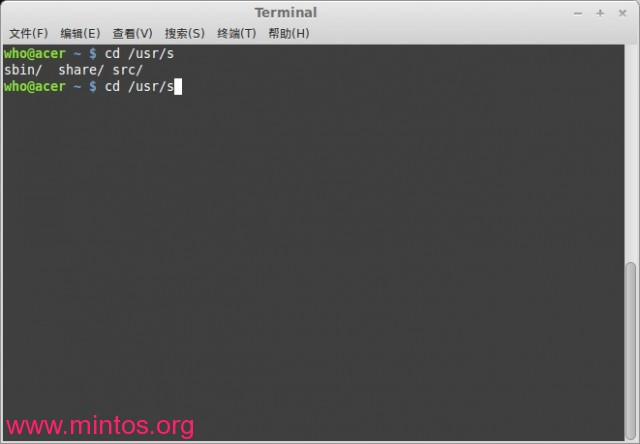 Terminal
文件(F) 编辑(E) 查看(V) 搜索(S) 终端(T) 帮助(H)
who@acer ~ $ cd /usr/s
sbin/  share/ src/
who@acer ~ $ cd /usr/s
www.mintos.org